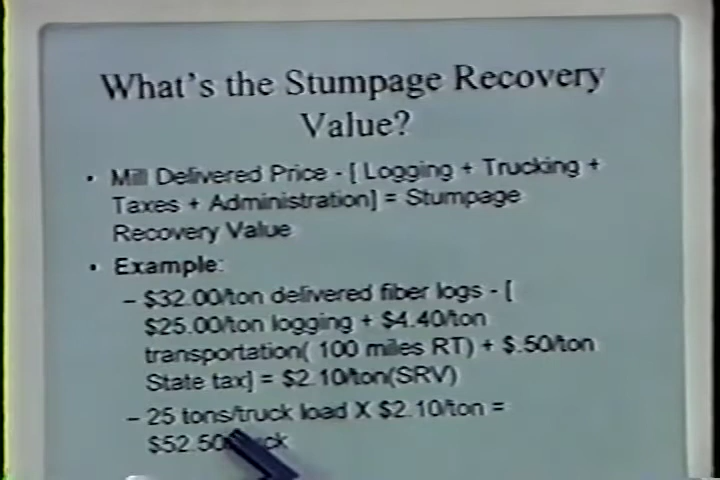 What's the Stumpage Recovery
Value?
• Mill Delivered Price - [ Logging + Trucking +
Taxes + Administration] = Stumpage
Recovery Value
• Example:
– $32.00/ton delivered fiber logs - [
$25.00/ton logging + $4.40/ton
transportation( 100 miles RT) + $.50/ton
State tax] = $2.10/ton(SRV)
– 25 tons/truck load X $2.10/ton =
$52.50